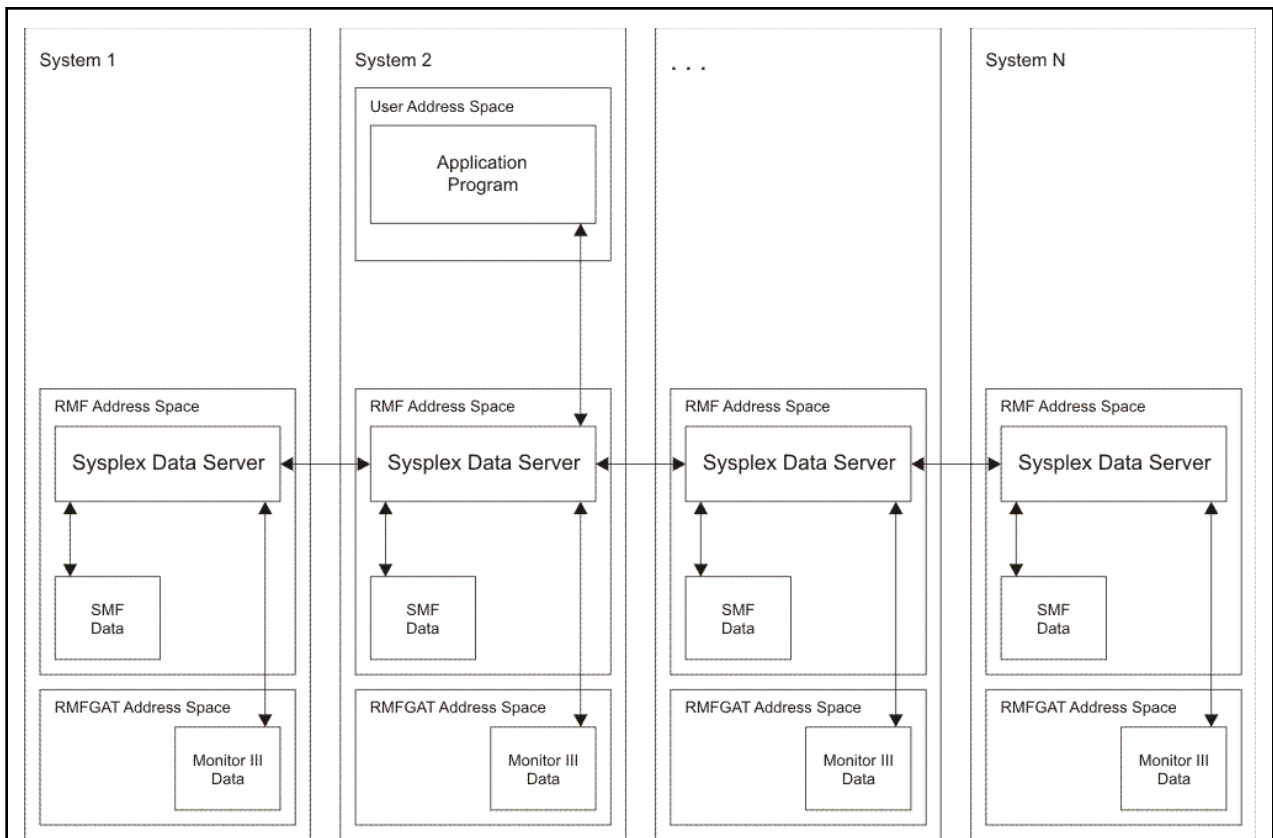 System 1
System 2
. . .
System N
User Address Space
Application
Program
RMF Address Space
RMF Address Space
RMF Address Space
RMF Address Space
Sysplex Data Server
Sysplex Data Server
Sysplex Data Server
Sysplex Data Server
SMF
Data
SMF
Data
SMF
Data
SMF
Data
RMFGAT Address Space
RMFGAT Address Space
RMFGAT Address Space
RMFGAT Address Space
Monitor III
Data
Monitor III
Data
Monitor III
Data
Monitor III
Data